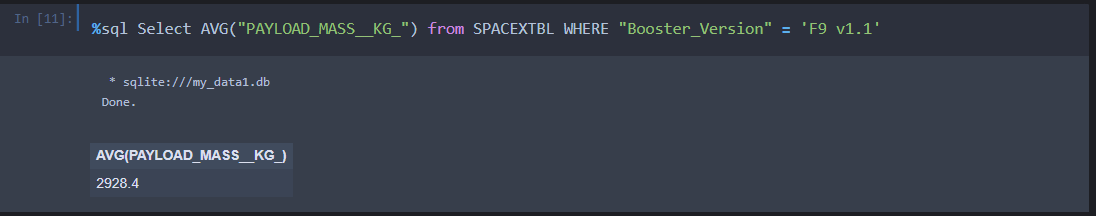 In [11]:
%sql Select AVG("PAYLOAD_MASS__KG_") from SPACEXTBL WHERE "Booster_Version" = 'F9 v1.1'
* sqlite:///my_data1.db
Done.
AVG(PAYLOAD_MASS__KG_)
2928.4